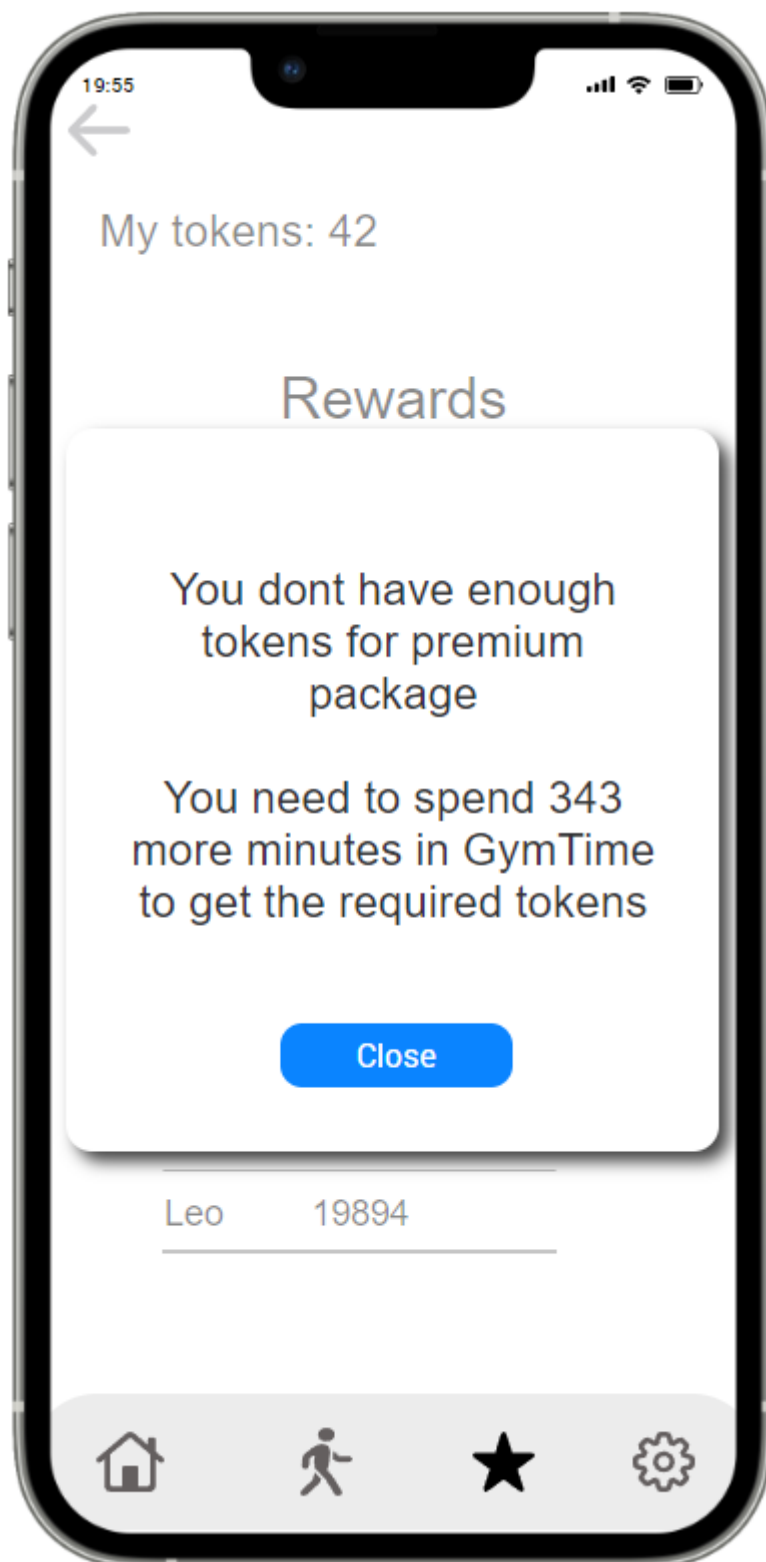 19:55
My tokens: 42
Rewards
You dont have enough
tokens for premium
package
You need to spend 343
more minutes in GymTime
to get the required tokens
Close
Leo 19894